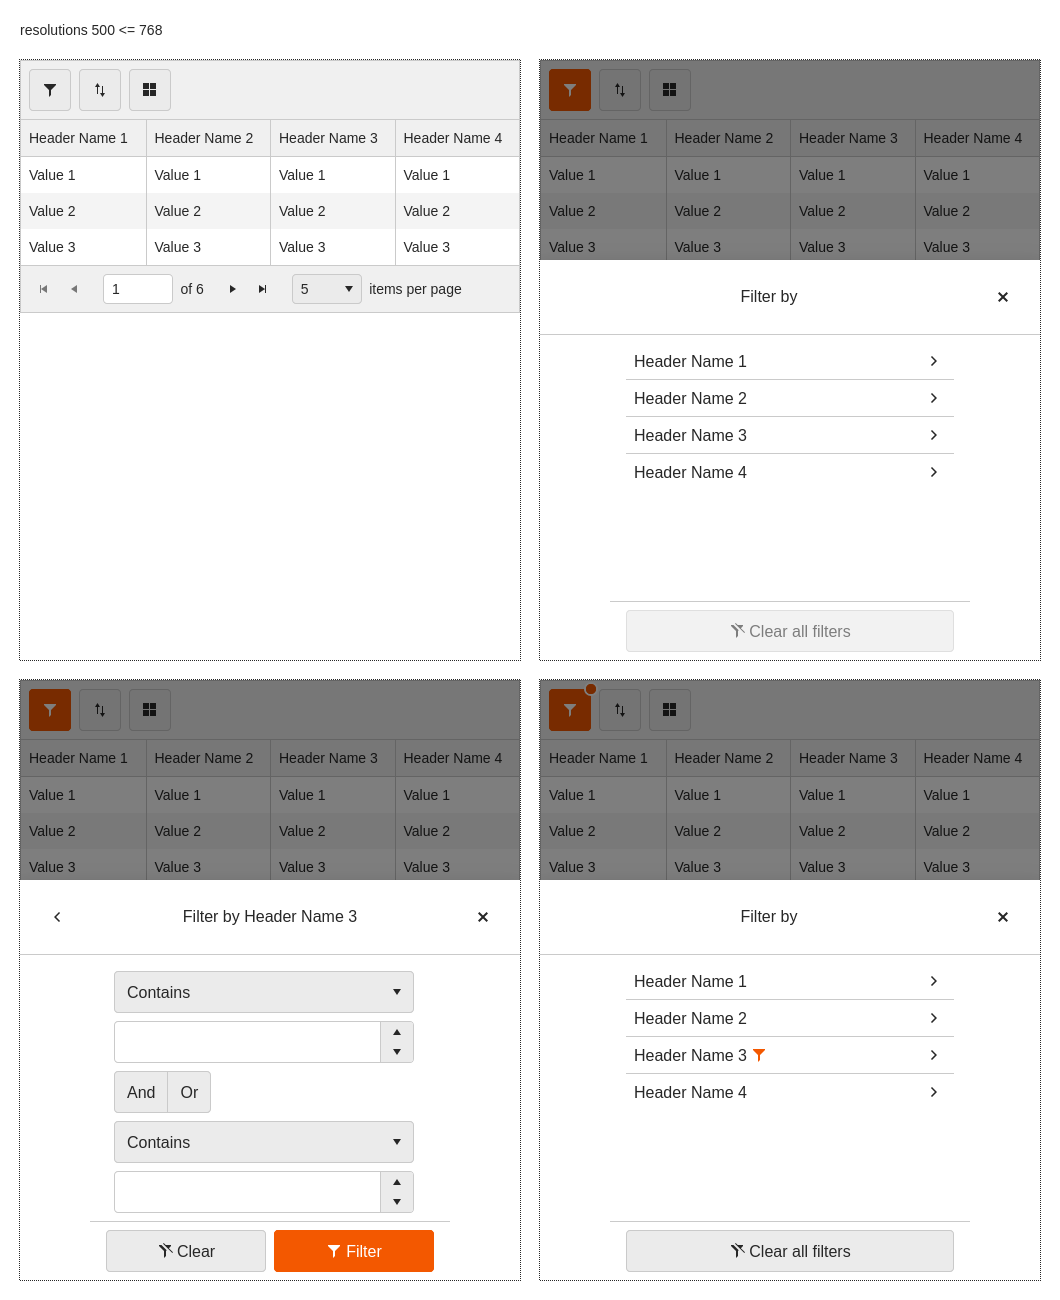 resolutions 500 <= 768
Header Name 1 Header Name 2 Header Name 3 Header Name 4
Value 1 Value 1 Value 1 Value 1
Value 2 Value 2 Value 2 Value 2
Value 3 Value 3 Value 3 Value 3
1 of 6 5 items per page
Header Name 1 Header Name 2 Header Name 3 Header Name 4
Value 1 Value 1 Value 1 Value 1
Value 2 Value 2 Value 2 Value 2
Value 3 Value 3 Value 3 Value 3
Filter by
Header Name 1
Header Name 2
Header Name 3
Header Name 4
Clear all filters
Header Name 1 Header Name 2 Header Name 3 Header Name 4
Value 1 Value 1 Value 1 Value 1
Value 2 Value 2 Value 2 Value 2
Value 3 Value 3 Value 3 Value 3
Filter by Header Name 3
Contains
And Or
Contains
Clear Filter
Header Name 1 Header Name 2 Header Name 3 Header Name 4
Value 1 Value 1 Value 1 Value 1
Value 2 Value 2 Value 2 Value 2
Value 3 Value 3 Value 3 Value 3
Filter by
Header Name 1
Header Name 2
Header Name 3
Header Name 4
Clear all filters